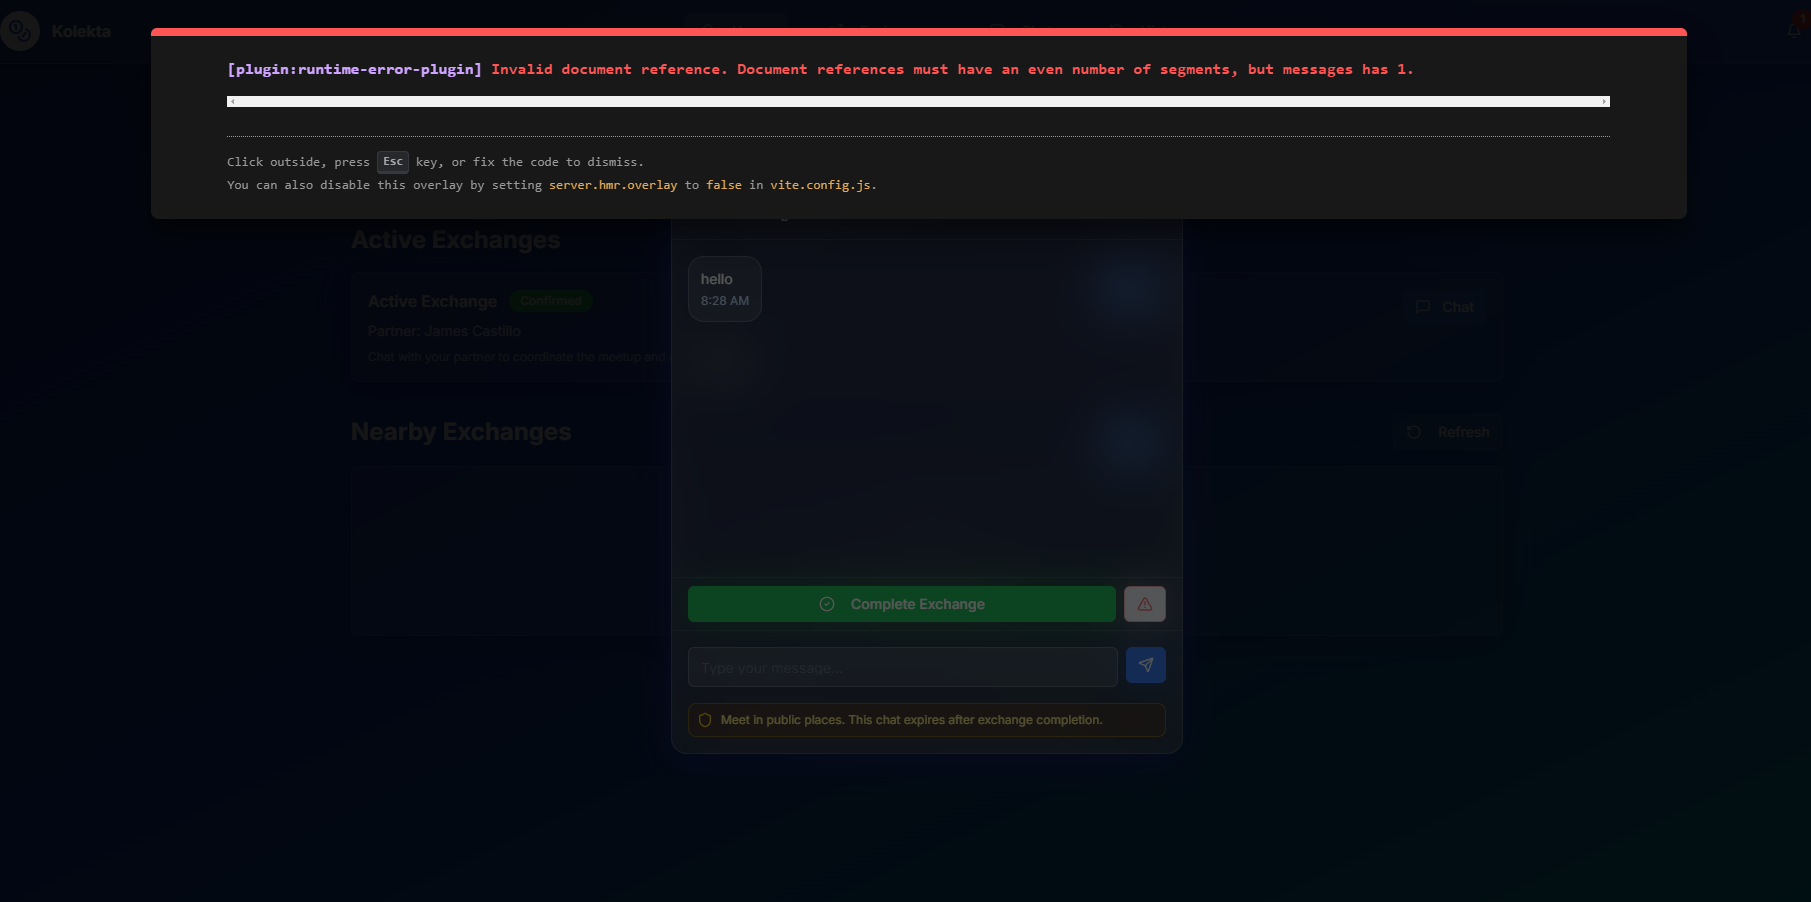 Kolekta
[plugin:runtime-error-plugin] Invalid document reference. Document references must have an even number of segments, but messages has 1.
Click outside, press Esc key, or fix the code to dismiss.
You can also disable this overlay by setting server.hmr.overlay to false in vite.config.js.
Active Exchanges
Active Exchange Confirmed
Partner: James Castillo
Chat with your partner to coordinate the meetup and
Chat
hello
8:28 AM
Nearby Exchanges
Refresh
Complete Exchange
Type your message...
Meet in public places. This chat expires after exchange completion.